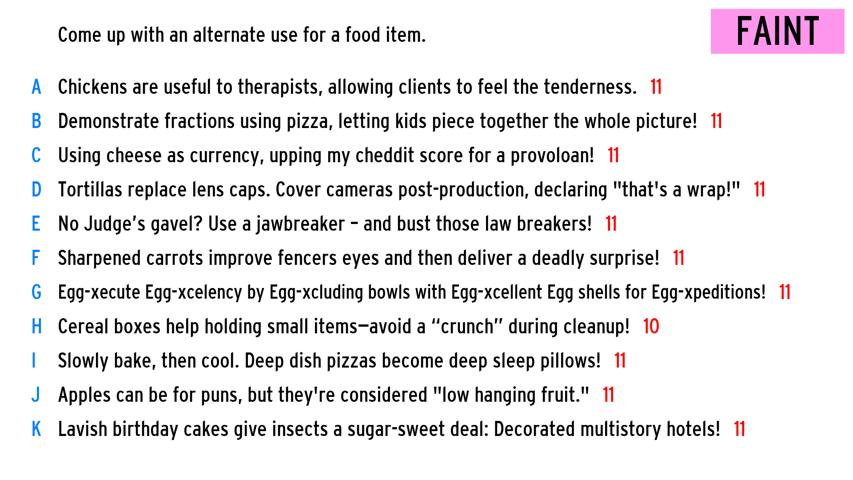 Come up with an alternate use for a food item.
FAINT
A Chickens are useful to therapists, allowing clients to feel the tenderness. 11
B Demonstrate fractions using pizza, letting kids piece together the whole picture! 11
C Using cheese as currency, upping my cheddit score for a provoloan! 11
D Tortillas replace lens caps. Cover cameras post-production, declaring "that's a wrap!" 11
E No Judge’s gavel? Use a jawbreaker – and bust those law breakers! 11
F Sharpened carrots improve fencers eyes and then deliver a deadly surprise! 11
G Egg-xecute Egg-xcelency by Egg-xcluding bowls with Egg-xcellent Egg shells for Egg-xpeditions! 11
H Cereal boxes help holding small items—avoid a “crunch” during cleanup! 10
I Slowly bake, then cool. Deep dish pizzas become deep sleep pillows! 11
J Apples can be for puns, but they're considered "low hanging fruit." 11
K Lavish birthday cakes give insects a sugar-sweet deal: Decorated multistory hotels! 11